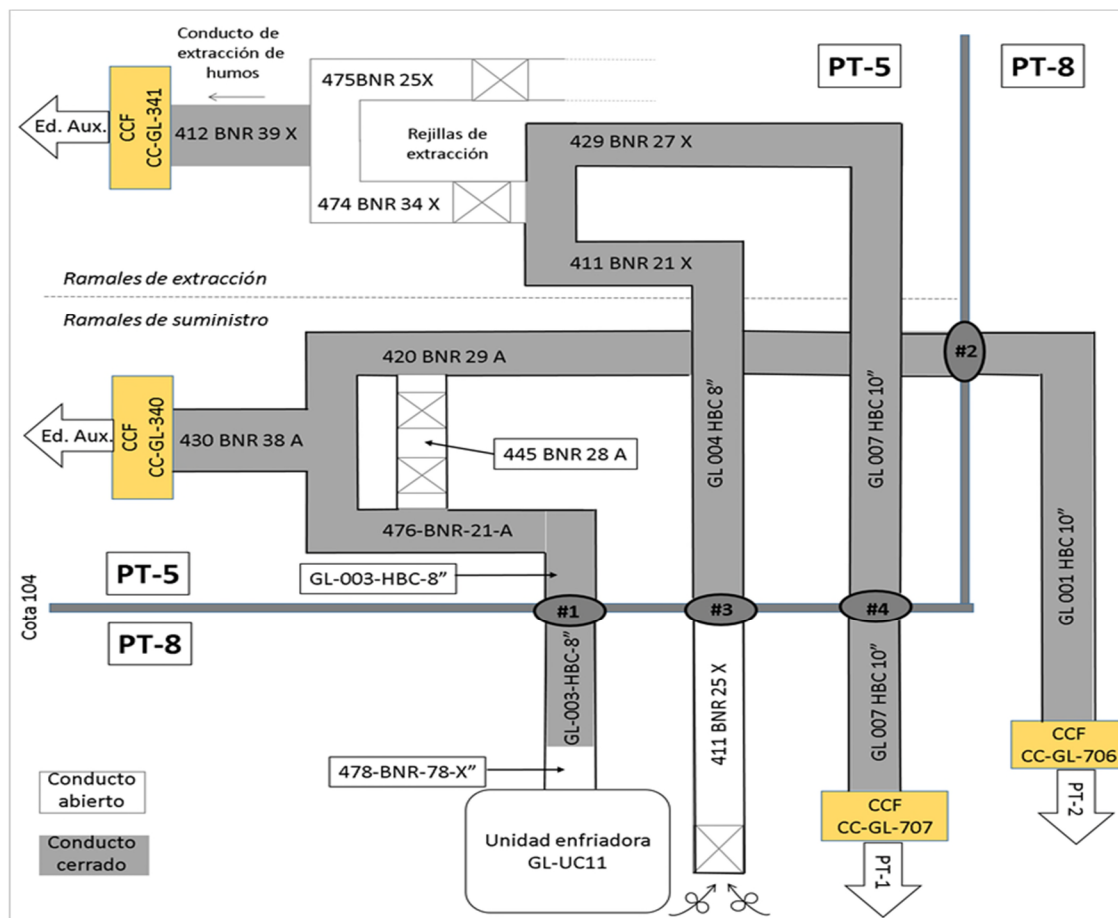 Conducto de
extracción de
humos
PT-5
PT-8
475BNR 25X
Ed. Aux.
CCF
CC-GL-341
412 BNR 39 X
Rejillas de
extracción
429 BNR 27 X
474 BNR 34 X
411 BNR 21 X
Ramales de extracción
Ramales de suministro
#2
420 BNR 29 A
Ed. Aux.
CCF
CC-GL-340
430 BNR 38 A
445 BNR 28 A
GL 004 HBC 8”
GL 007 HBC 10”
476-BNR-21-A
PT-5
GL-003-HBC-8”
GL 001 HBC 10”
Cota 104
#1
#3
#4
PT-8
GL-003-HBC-8”
411 BNR 25 X
GL 007 HBC 10”
CCF
CC-GL-706
478-BNR-78-X”
Conducto
abierto
PT-2
Unidad enfriadora
GL-UC11
CCF
CC-GL-707
Conducto
cerrado
PT-1